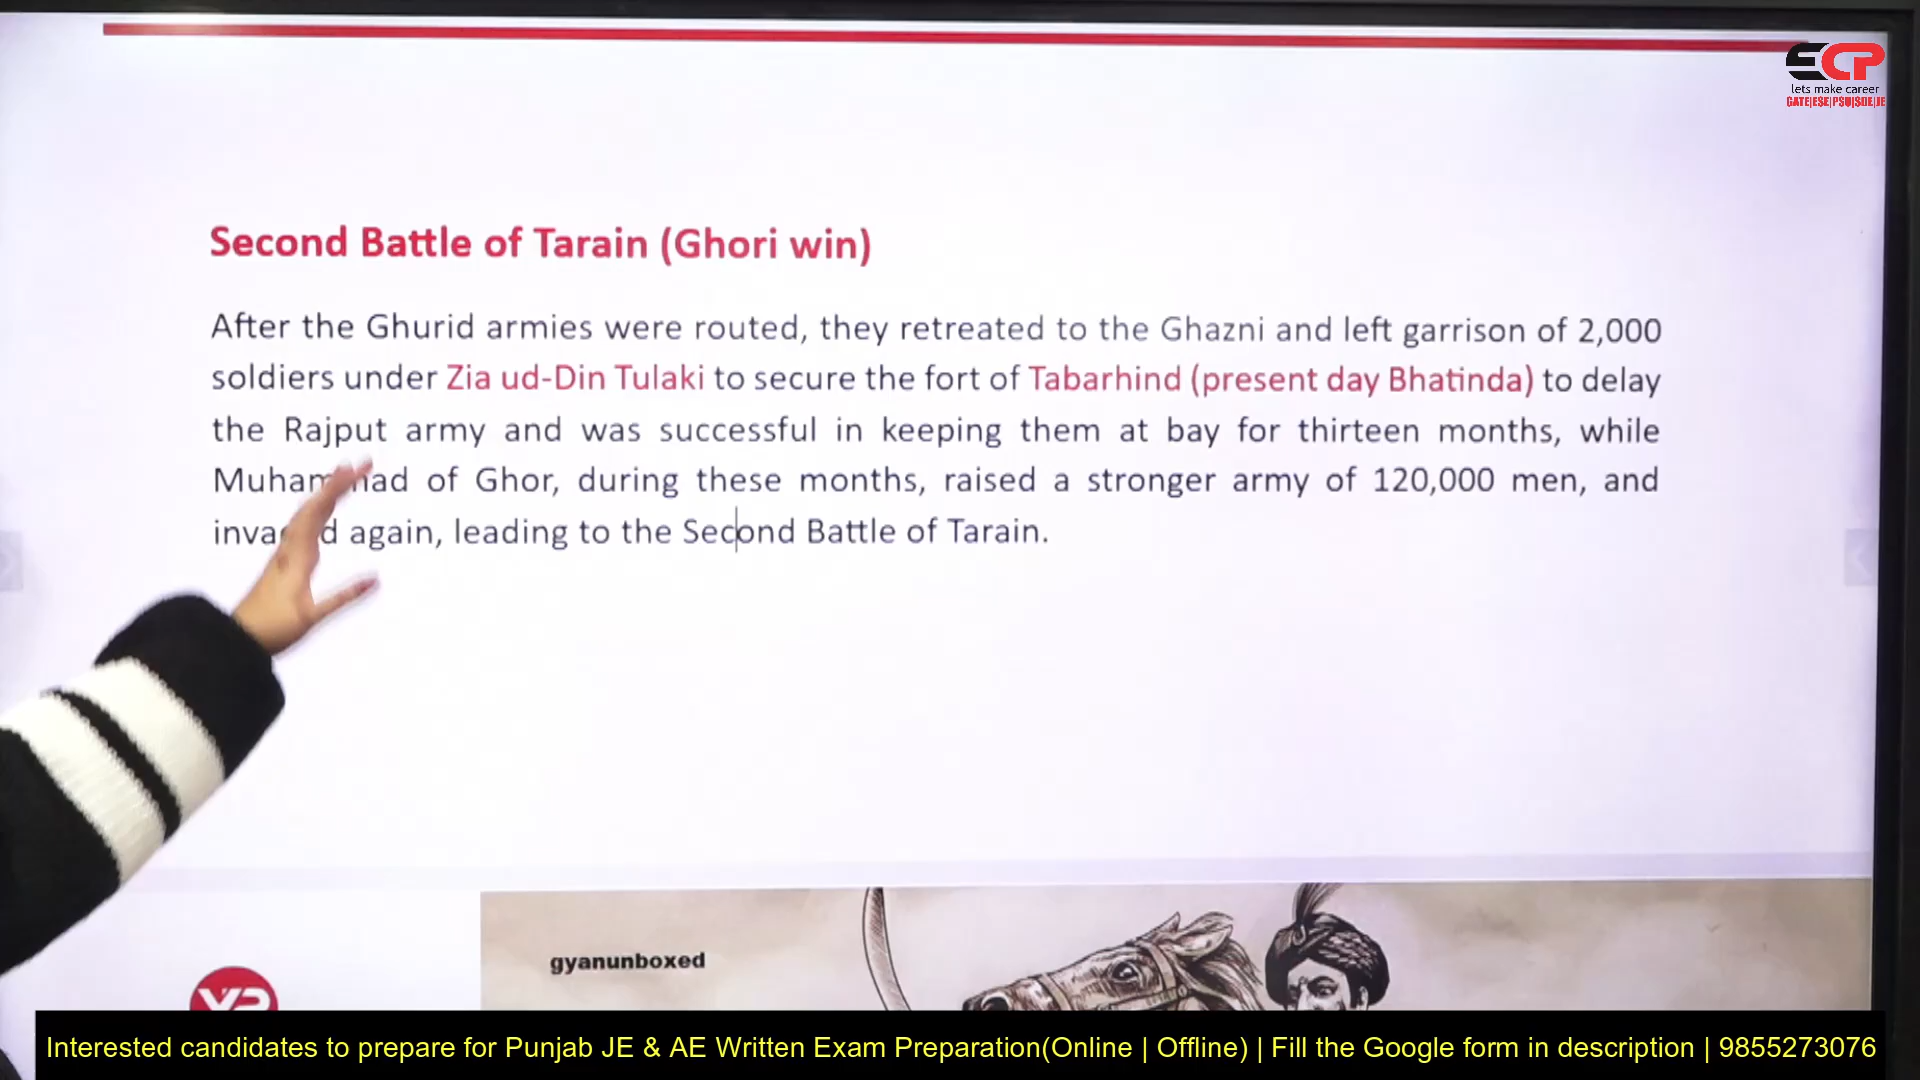 ECP
lets make career
GATE|ESE|PSU|SDE|JE
Second Battle of Tarain (Ghori win)
After the Ghurid armies were routed, they retreated to the Ghazni and left garrison of 2,000
soldiers under Zia ud-Din Tulaki to secure the fort of Tabarhind (present day Bhatinda) to delay
the Rajput army and was successful in keeping them at bay for thirteen months, while
of Ghor, during these months, raised a stronger army of 120,000 men, and
again, leading to the Second Battle of Tarain.
gyanunboxed
Interested candidates to prepare for Punjab JE & AE Written Exam Preparation(Online | Offline) | Fill the Google form in description | 9855273076